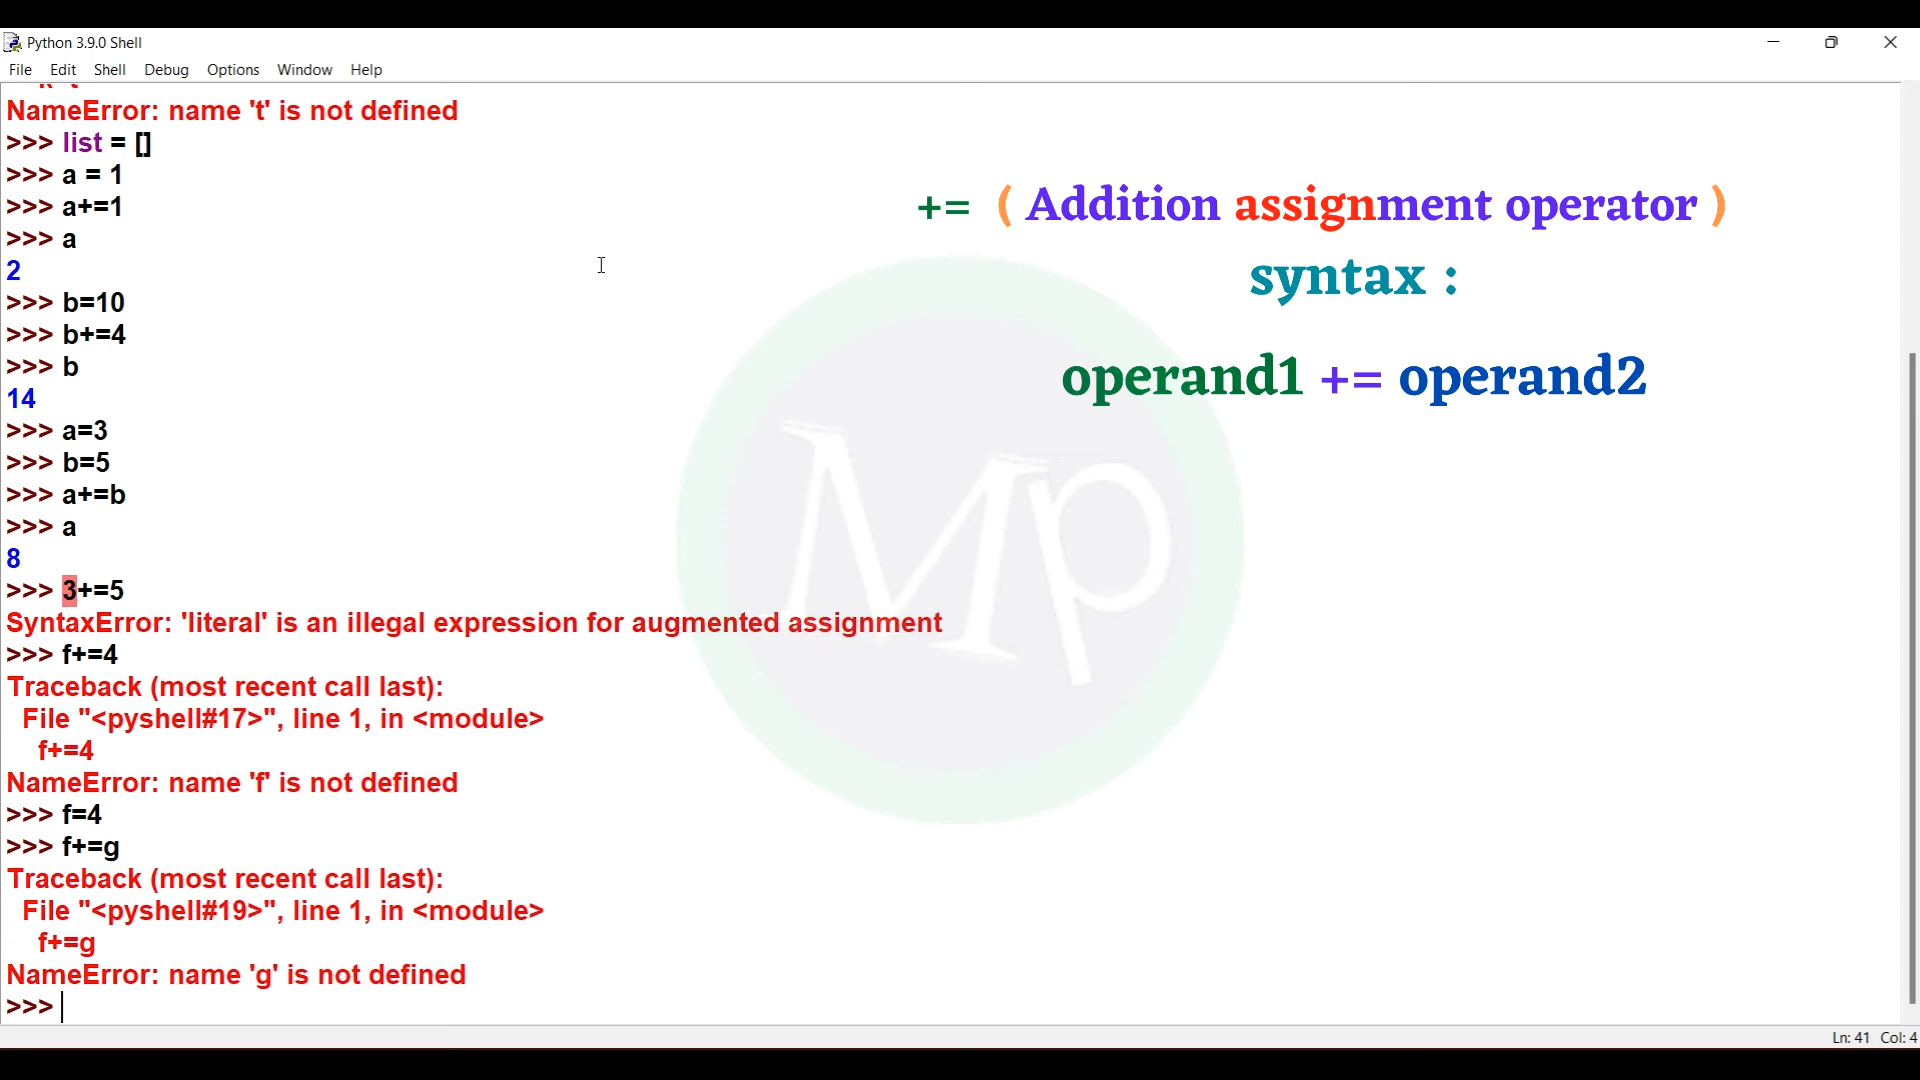 Python 3.9.0 Shell
File Edit Shell Debug Options Window Help
NameError: name 't' is not defined
>>> list = []
>>> a = 1
>>> a+=1
>>> a
2
>>> b=10
>>> b+=4
>>> b
14
>>> a=3
>>> b=5
>>> a+=b
>>> a
8
>>> 3+=5
SyntaxError: 'literal' is an illegal expression for augmented assignment
>>> f+=4
Traceback (most recent call last):
  File "<pyshell#17>", line 1, in <module>
    f+=4
NameError: name 'f' is not defined
>>> f=4
>>> f+=g
Traceback (most recent call last):
  File "<pyshell#19>", line 1, in <module>
    f+=g
NameError: name 'g' is not defined
>>>
+= ( Addition assignment operator )
syntax :
operand1 += operand2
Mp
Ln: 41 Col: 4